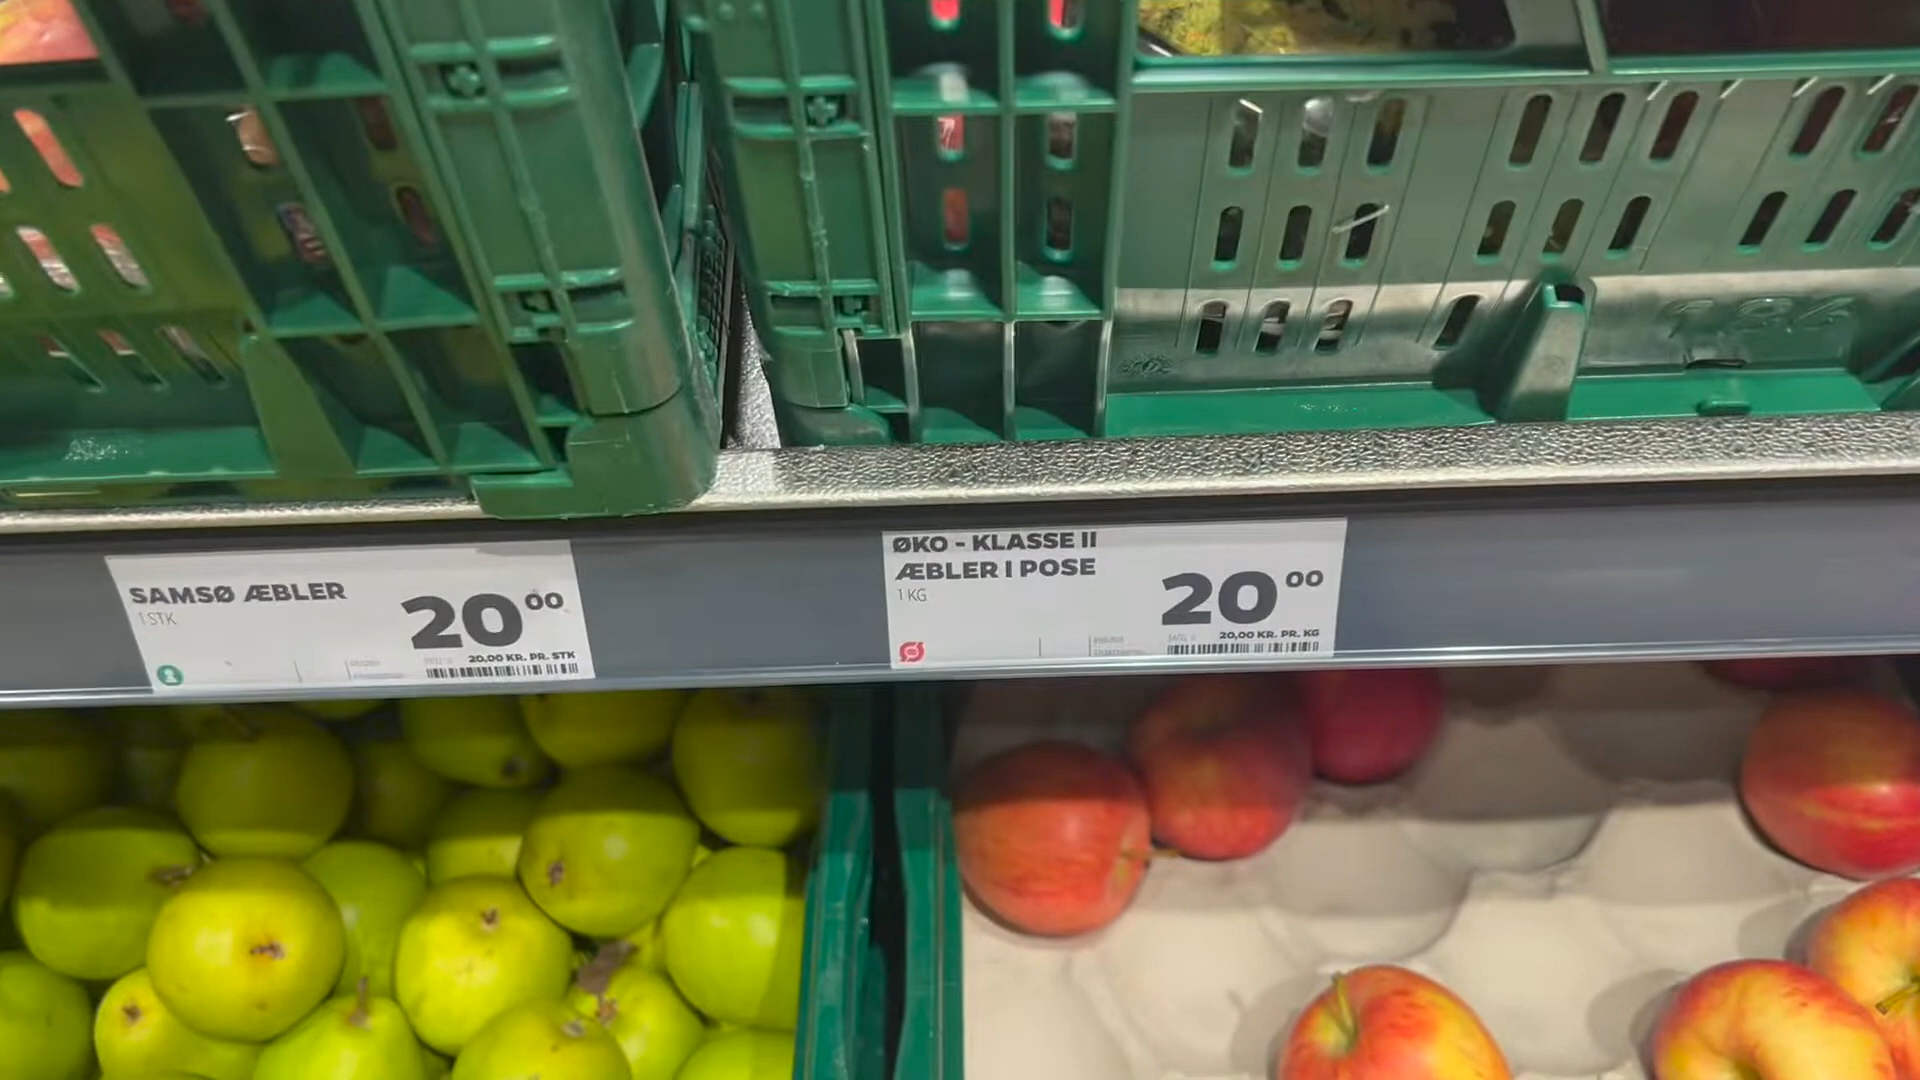 SAMSØ ÆBLER
1 STK
20 00
20,00 KR. PR. STK
ØKO - KLASSE II
ÆBLER I POSE
1 KG
20 00
20,00 KR. PR. KG
186